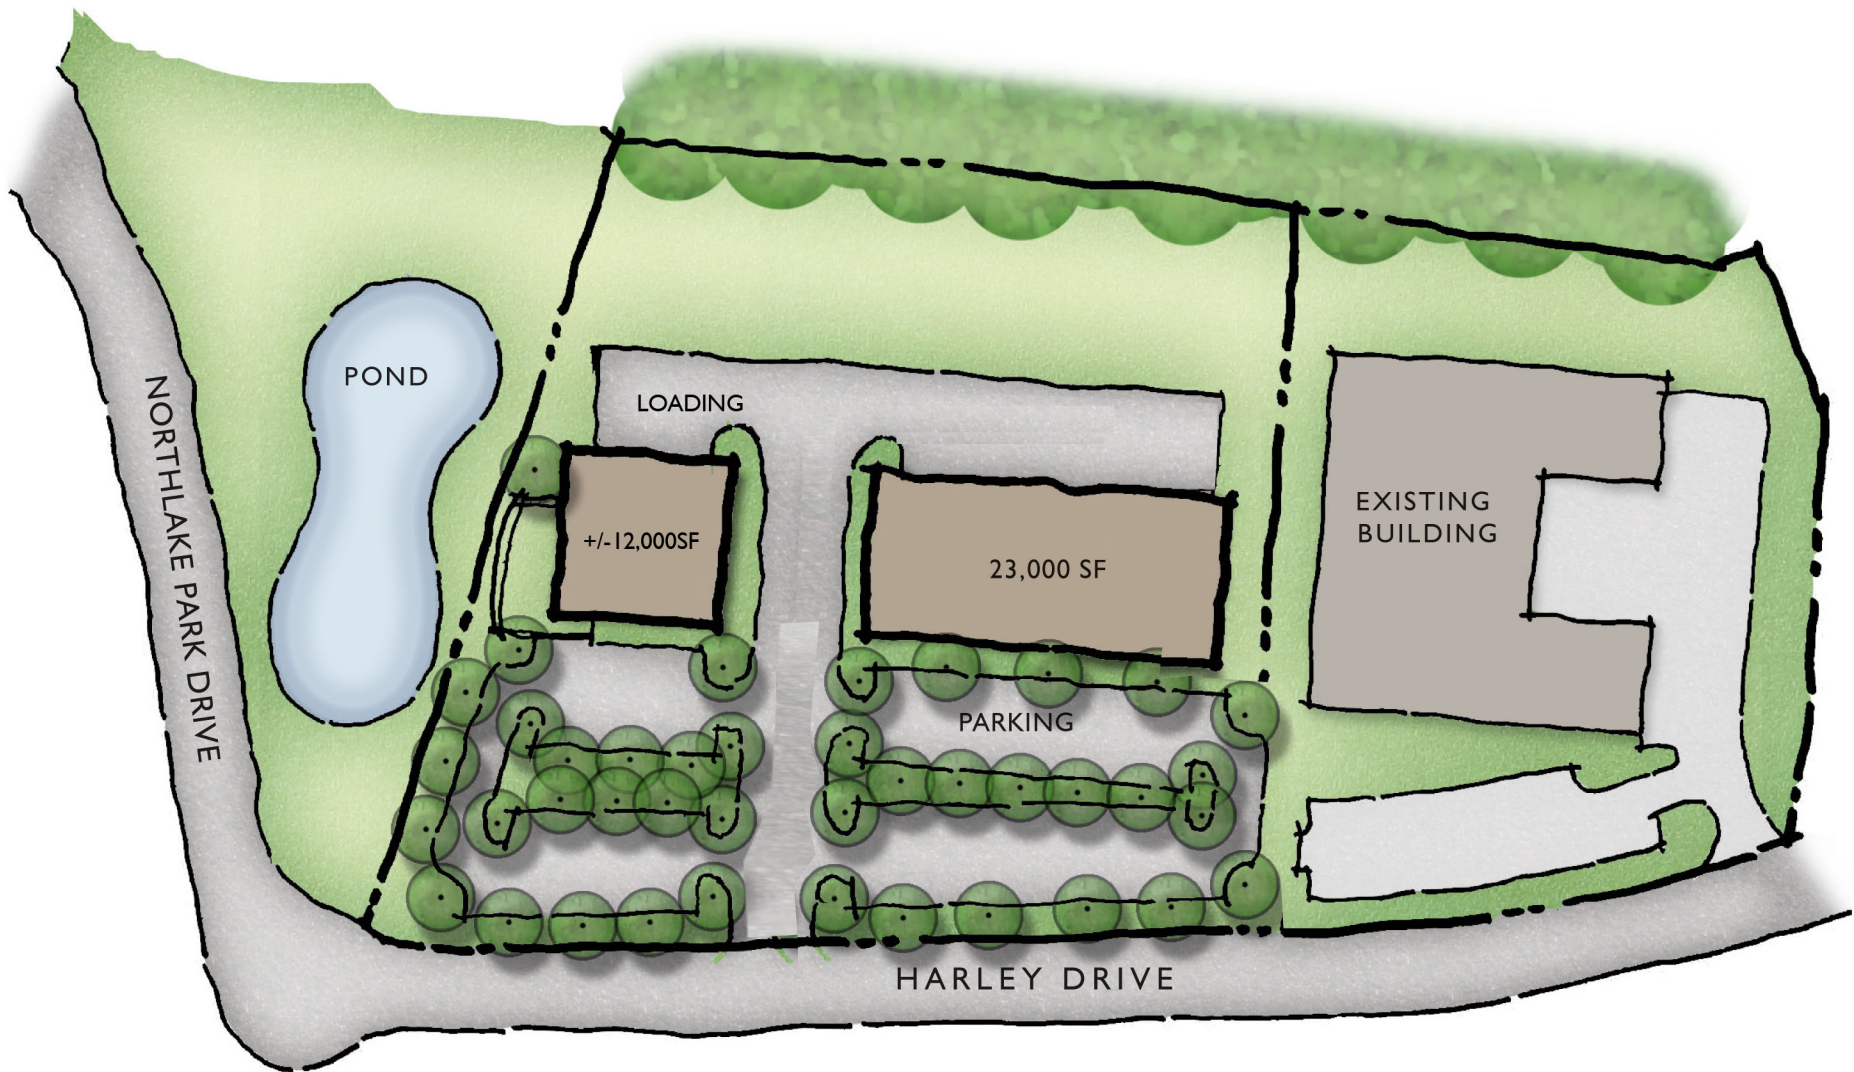 POND
LOADING
NORTHLAKE PARK DRIVE
+/-12,000SF
23,000 SF
EXISTING
BUILDING
PARKING
HARLEY DRIVE